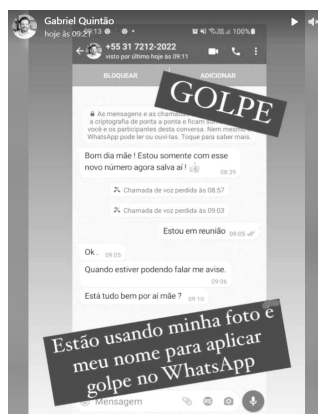 Gabriel Quintão
hoje às 09:21
09:13
100%
+55 31 7212-2022
visto por último hoje às 09:11
BLOQUEAR
ADICIONAR
GOLPE
As mensagens e as chamadas
a criptografia de ponta a ponta e ficam
você e os participantes desta conversa. Nem mesmo
WhatsApp pode ler ou ouvi-las. Toque para saber mais.
Bom dia mãe ! Estou somente com esse
novo número agora salva aí !
08:39
Chamada de voz perdida às 08:57
Chamada de voz perdida às 09:03
Estou em reunião 09:05
Ok . 09:05
Quando estiver podendo falar me avise.
09:06
Está tudo bem por ai mãe ? 09:10
Estão usando minha foto e
meu nome para aplicar
golpe no WhatsApp
Mensagem